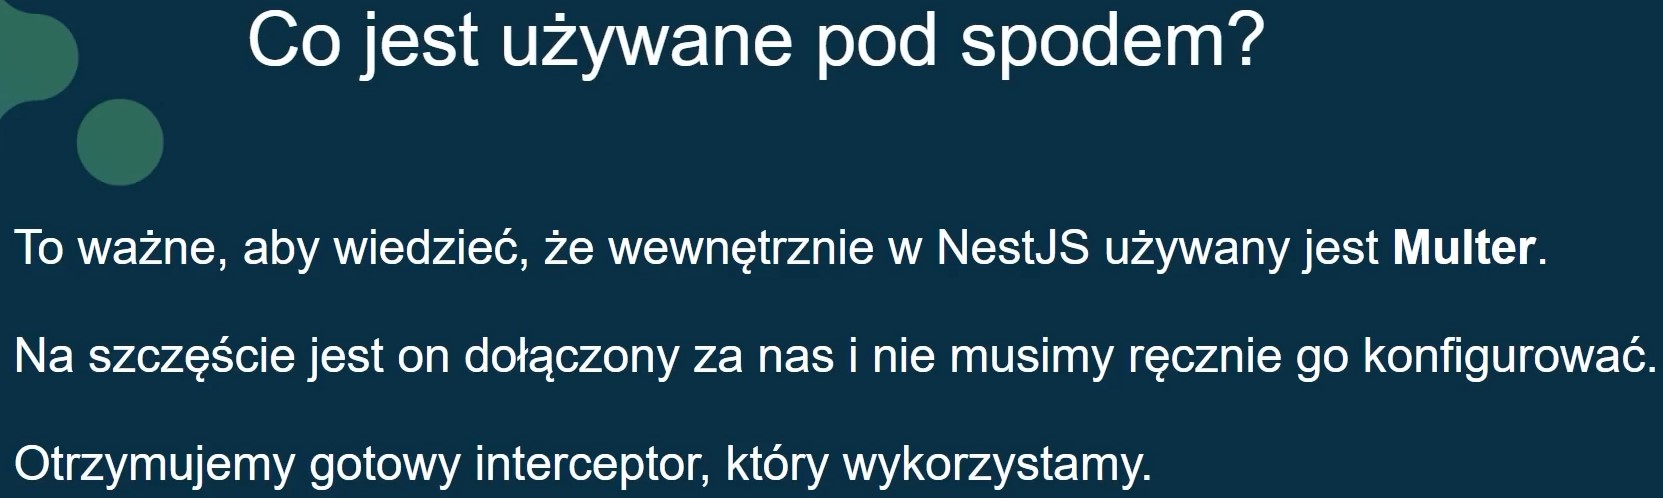 Co jest używane pod spodem?
To ważne, aby wiedzieć, że wewnętrznie w NestJS używany jest Multer.
Na szczęście jest on dołączony za nas i nie musimy ręcznie go konfigurować.
Otrzymujemy gotowy interceptor, który wykorzystamy.